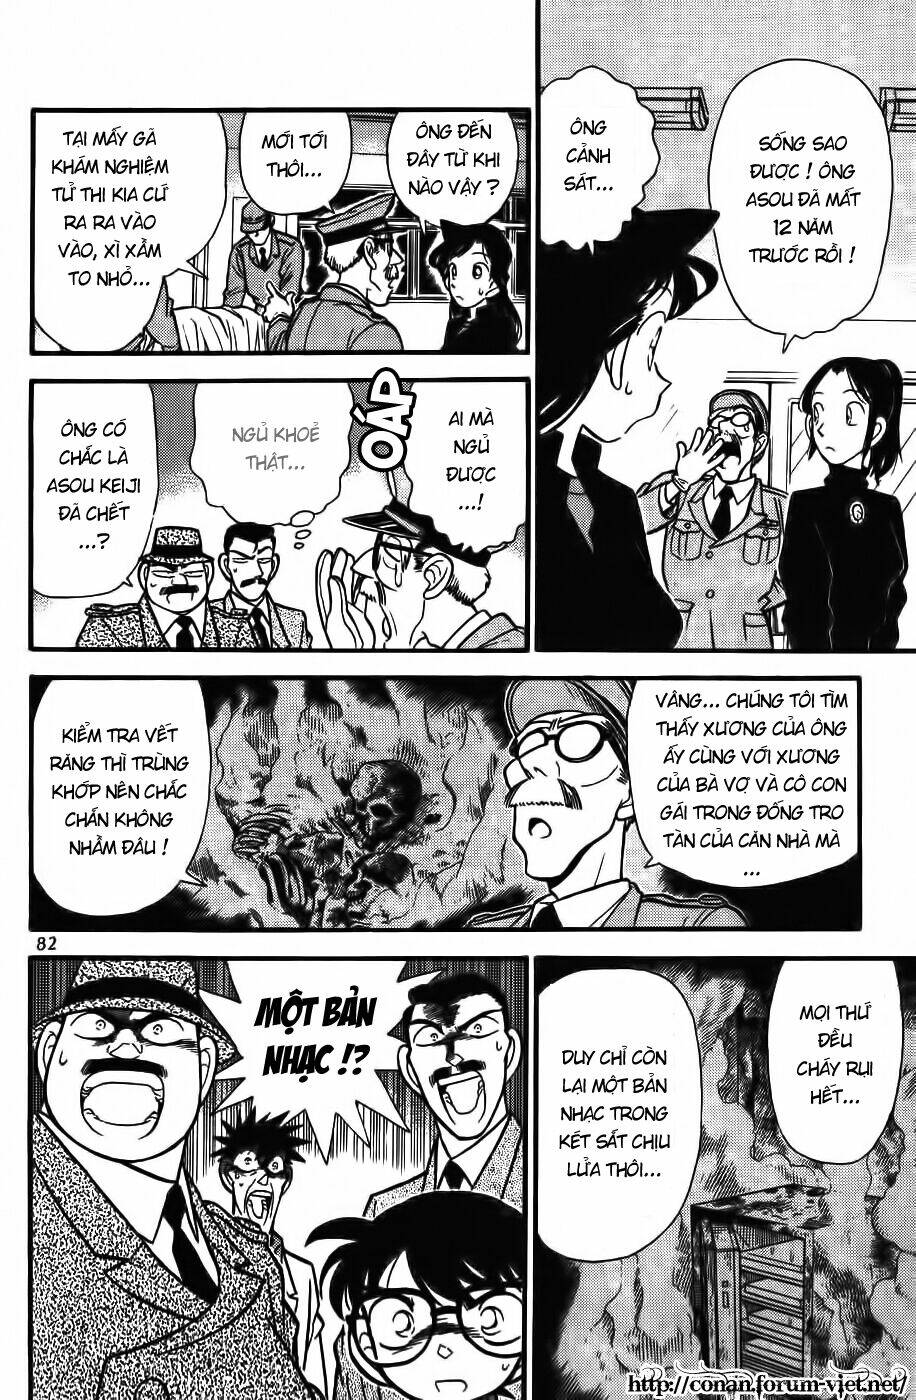 SỐNG SAO
ĐƯỢC ! ÔNG
ASOU ĐÃ MẤT
12 NĂM
TRƯỚC RỒI !
ÔNG
CẢNH
SÁT...
ÔNG ĐẾN
ĐÂY TỪ KHI
NÀO VẬY ?
MỚI TỚI
THÔI...
TẠI MẤY GÃ
KHÁM NGHIỆM
TỬ THI KIA CỨ
RA RA VÀO
VÀO, XÌ XẦM
TO NHỎ...
AI MÀ
NGỦ
ĐƯỢC
...!
OÁP
NGỦ KHOẺ
THẬT...
ÔNG CÓ
CHẮC LÀ
ASOU KEIJI
ĐÃ CHẾT
...?
VÂNG... CHÚNG TÔI TÌM
THẤY XƯƠNG CỦA ÔNG
ẤY CÙNG VỚI XƯƠNG
CỦA BÀ VỢ VÀ CÔ CON
GÁI TRONG ĐỐNG TRO
TÀN CỦA CĂN NHÀ MÀ
...
KIỂM TRA VẾT
RĂNG THÌ TRÙNG
KHỚP NÊN CHẮC
CHẮN KHÔNG
NHẦM ĐÂU !
82
MỌI THỨ
ĐỀU
CHÁY RỤI
HẾT...
DUY CHỈ CÒN
LẠI MỘT BẢN
NHẠC TRONG
KÉT SẮT CHỊU
LỬA THÔI...
MỘT BẢN
NHẠC !?
http://conan.forum-viet.net/